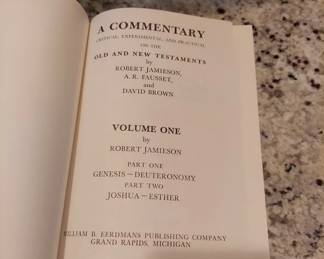 A COMMENTARY
CRITICAL, EXPERIMENTAL, AND PRACTICAL
ON THE
OLD AND NEW TESTAMENTS
by
ROBERT JAMIESON,
A. R. FAUSSET,
and
DAVID BROWN
VOLUME ONE
by
ROBERT JAMIESON
PART ONE
GENESIS—DEUTERONOMY
PART TWO
JOSHUA—ESTHER
WILLIAM B. EERDMANS PUBLISHING COMPANY
GRAND RAPIDS, MICHIGAN